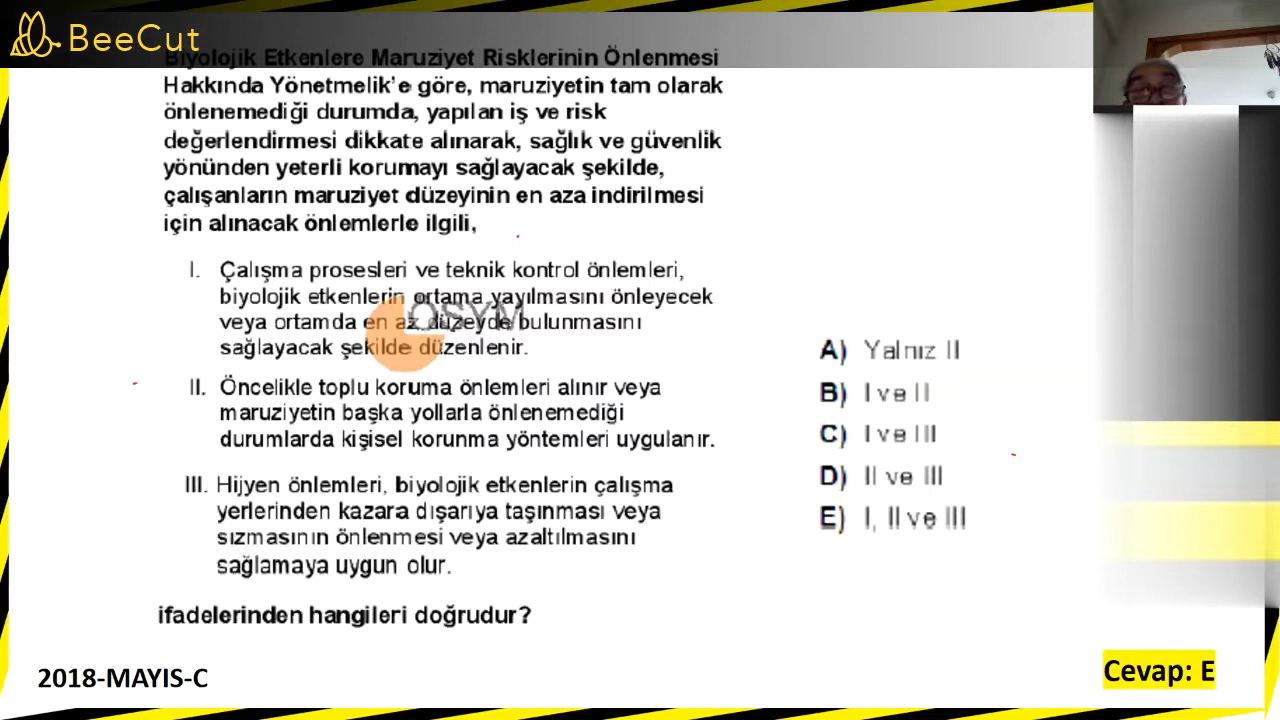 BeeCut
Biyolojik Etkenlere Maruziyet Risklerinin Önlenmesi
Hakkında Yönetmelik'e göre, maruziyetin tam olarak
önlenemediği durumda, yapılan iş ve risk
değerlendirmesi dikkate alınarak, sağlık ve güvenlik
yönünden yeterli korumayı sağlayacak şekilde,
çalışanların maruziyet düzeyinin en aza indirilmesi
için alınacak önlemlerle ilgili,
I. Çalışma prosesleri ve teknik kontrol önlemleri,
biyolojik etkenlerin ortama yayılmasını önleyecek
veya ortamda en az düzeyde bulunmasını
sağlayacak şekilde düzenlenir.
ÖSYM
II. Öncelikle toplu koruma önlemleri alınır veya
maruziyetin başka yollarla önlenemediği
durumlarda kişisel korunma yöntemleri uygulanır.
III. Hijyen önlemleri, biyolojik etkenlerin çalışma
yerlerinden kazara dışarıya taşınması veya
sızmasının önlenmesi veya azaltılmasını
sağlamaya uygun olur.
ifadelerinden hangileri doğrudur?
A) Yalnız II
B) I ve II
C) I ve III
D) II ve III
E) I, II ve III
2018-MAYIS-C
Cevap: E